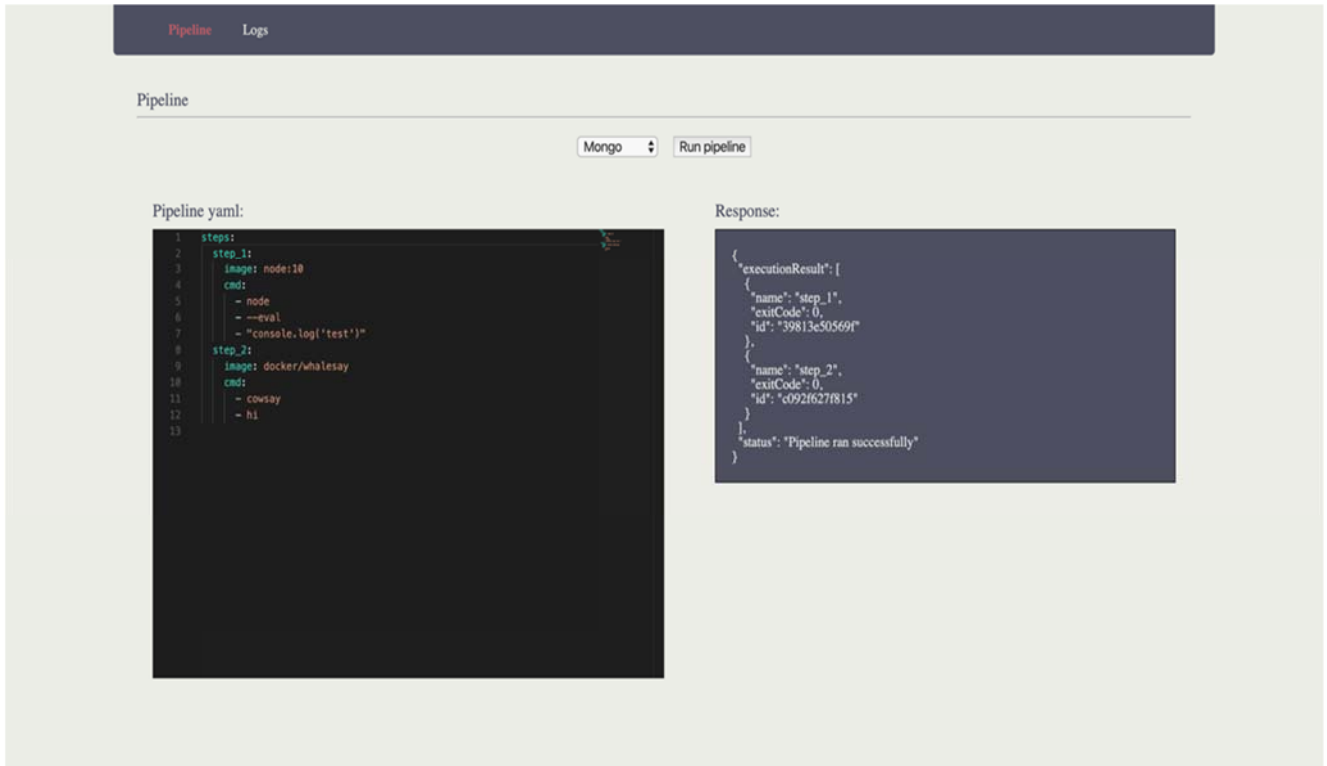 Pipeline Logs
Pipeline
Mongo Run pipeline
Pipeline yaml:
1 steps:
2 step_1:
3 image: node:10
4 cmd:
5 - node
6 - --eval
7 - "console.log('test')"
8 step_2:
9 image: docker/whalesay
10 cmd:
11 - cowsay
12 - hi
13
Response:
{
"executionResult": [
{
"name": "step_1",
"exitCode": 0,
"id": "39813e50569f"
},
{
"name": "step_2",
"exitCode": 0,
"id": "c092f627f815"
}
],
"status": "Pipeline ran successfully"
}